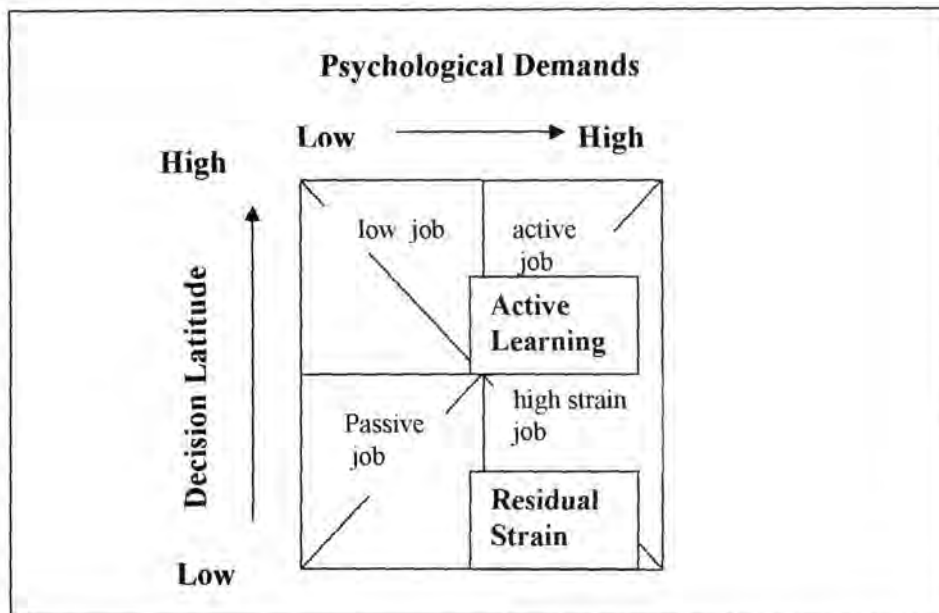 Psychological Demands
Low
High
High
low job
active
job
Active
Learning
Decision Latitude
Passive
job
high strain
job
Residual
Strain
Low